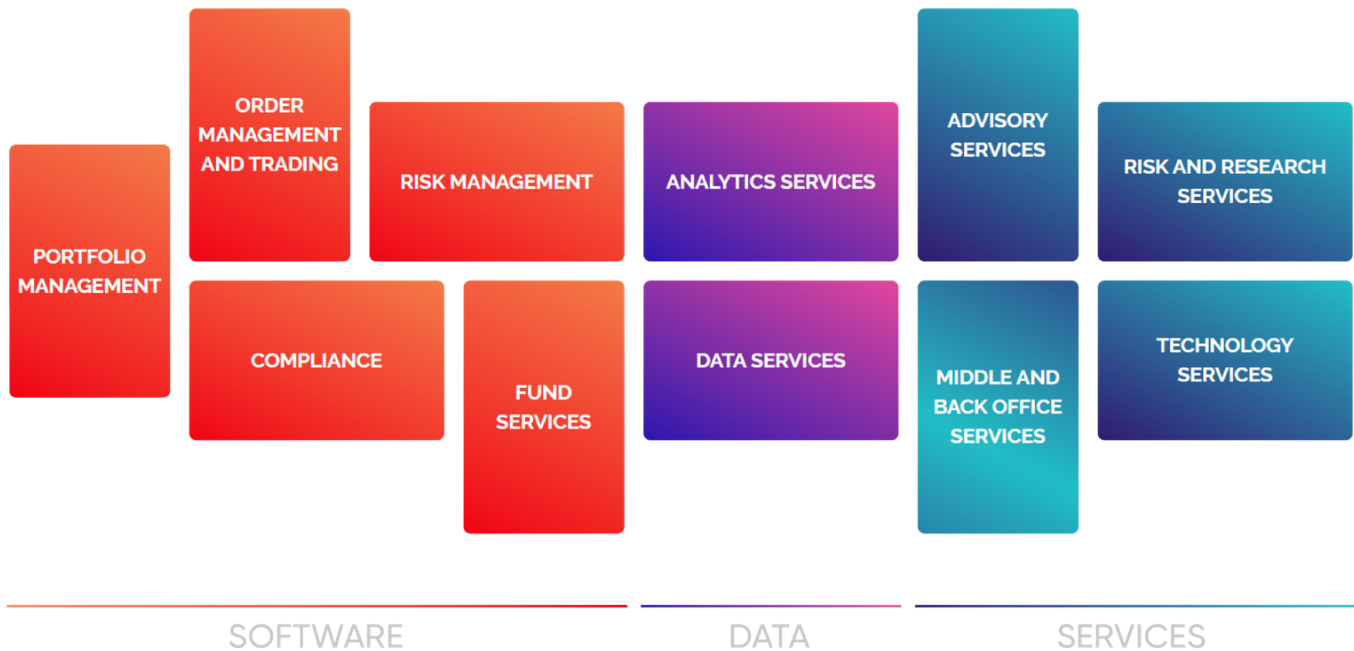 PORTFOLIO
MANAGEMENT
ORDER
MANAGEMENT
AND TRADING
RISK MANAGEMENT
COMPLIANCE
FUND
SERVICES
ANALYTICS SERVICES
DATA SERVICES
ADVISORY
SERVICES
RISK AND RESEARCH
SERVICES
MIDDLE AND
BACK OFFICE
SERVICES
TECHNOLOGY
SERVICES
SOFTWARE
DATA
SERVICES